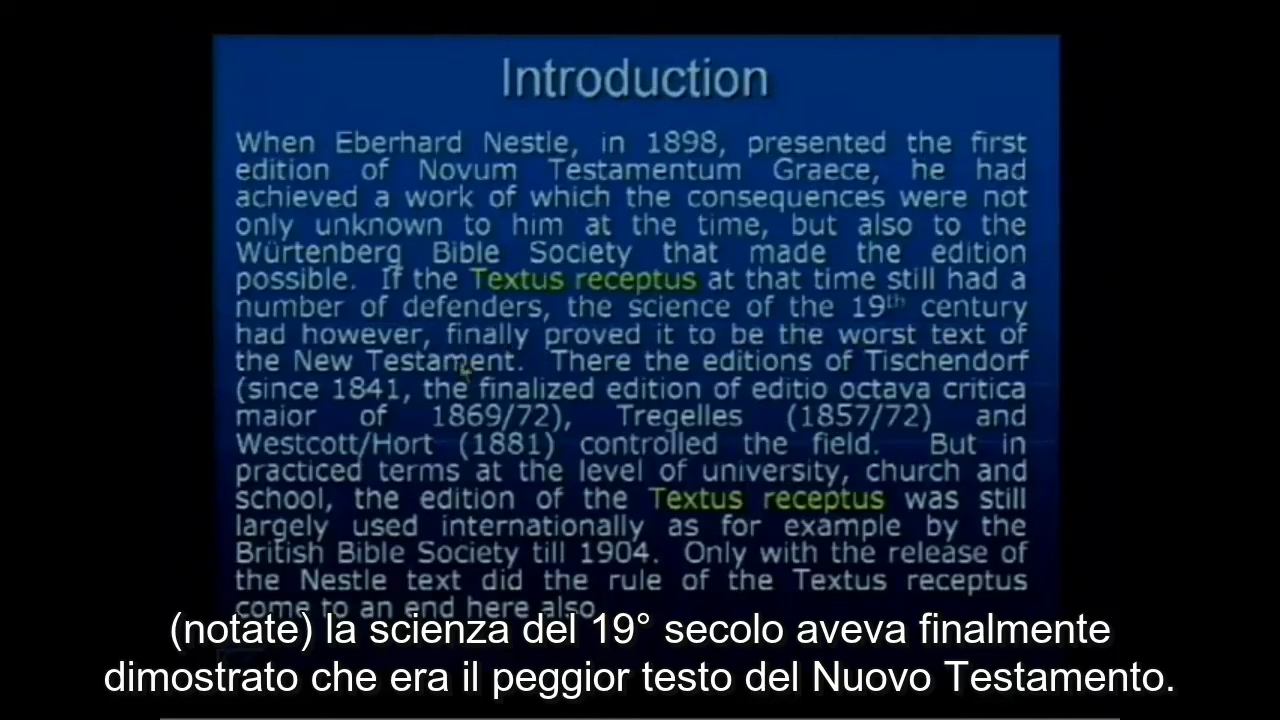 Introduction
When Eberhard Nestle, in 1898, presented the first
edition of Novum Testamentum Graece, he had
achieved a work of which the consequences were not
only unknown to him at the time, but also to the
Würtenberg Bible Society that made the edition
possible. If the Textus receptus at that time still had a
number of defenders, the science of the 19th century
had however, finally proved it to be the worst text of
the New Testament. There the editions of Tischendorf
(since 1841, the finalized edition of editio octava critica
maior of 1869/72), Tregelles (1857/72) and
Westcott/Hort (1881) controlled the field. But in
practiced terms at the level of university, church and
school, the edition of the Textus receptus was still
largely used internationally as for example by the
British Bible Society till 1904. Only with the release of
the Nestle text did the rule of the Textus receptus
come to an end here also.
(notate) la scienza del 19° secolo aveva finalmente
dimostrato che era il peggior testo del Nuovo Testamento.